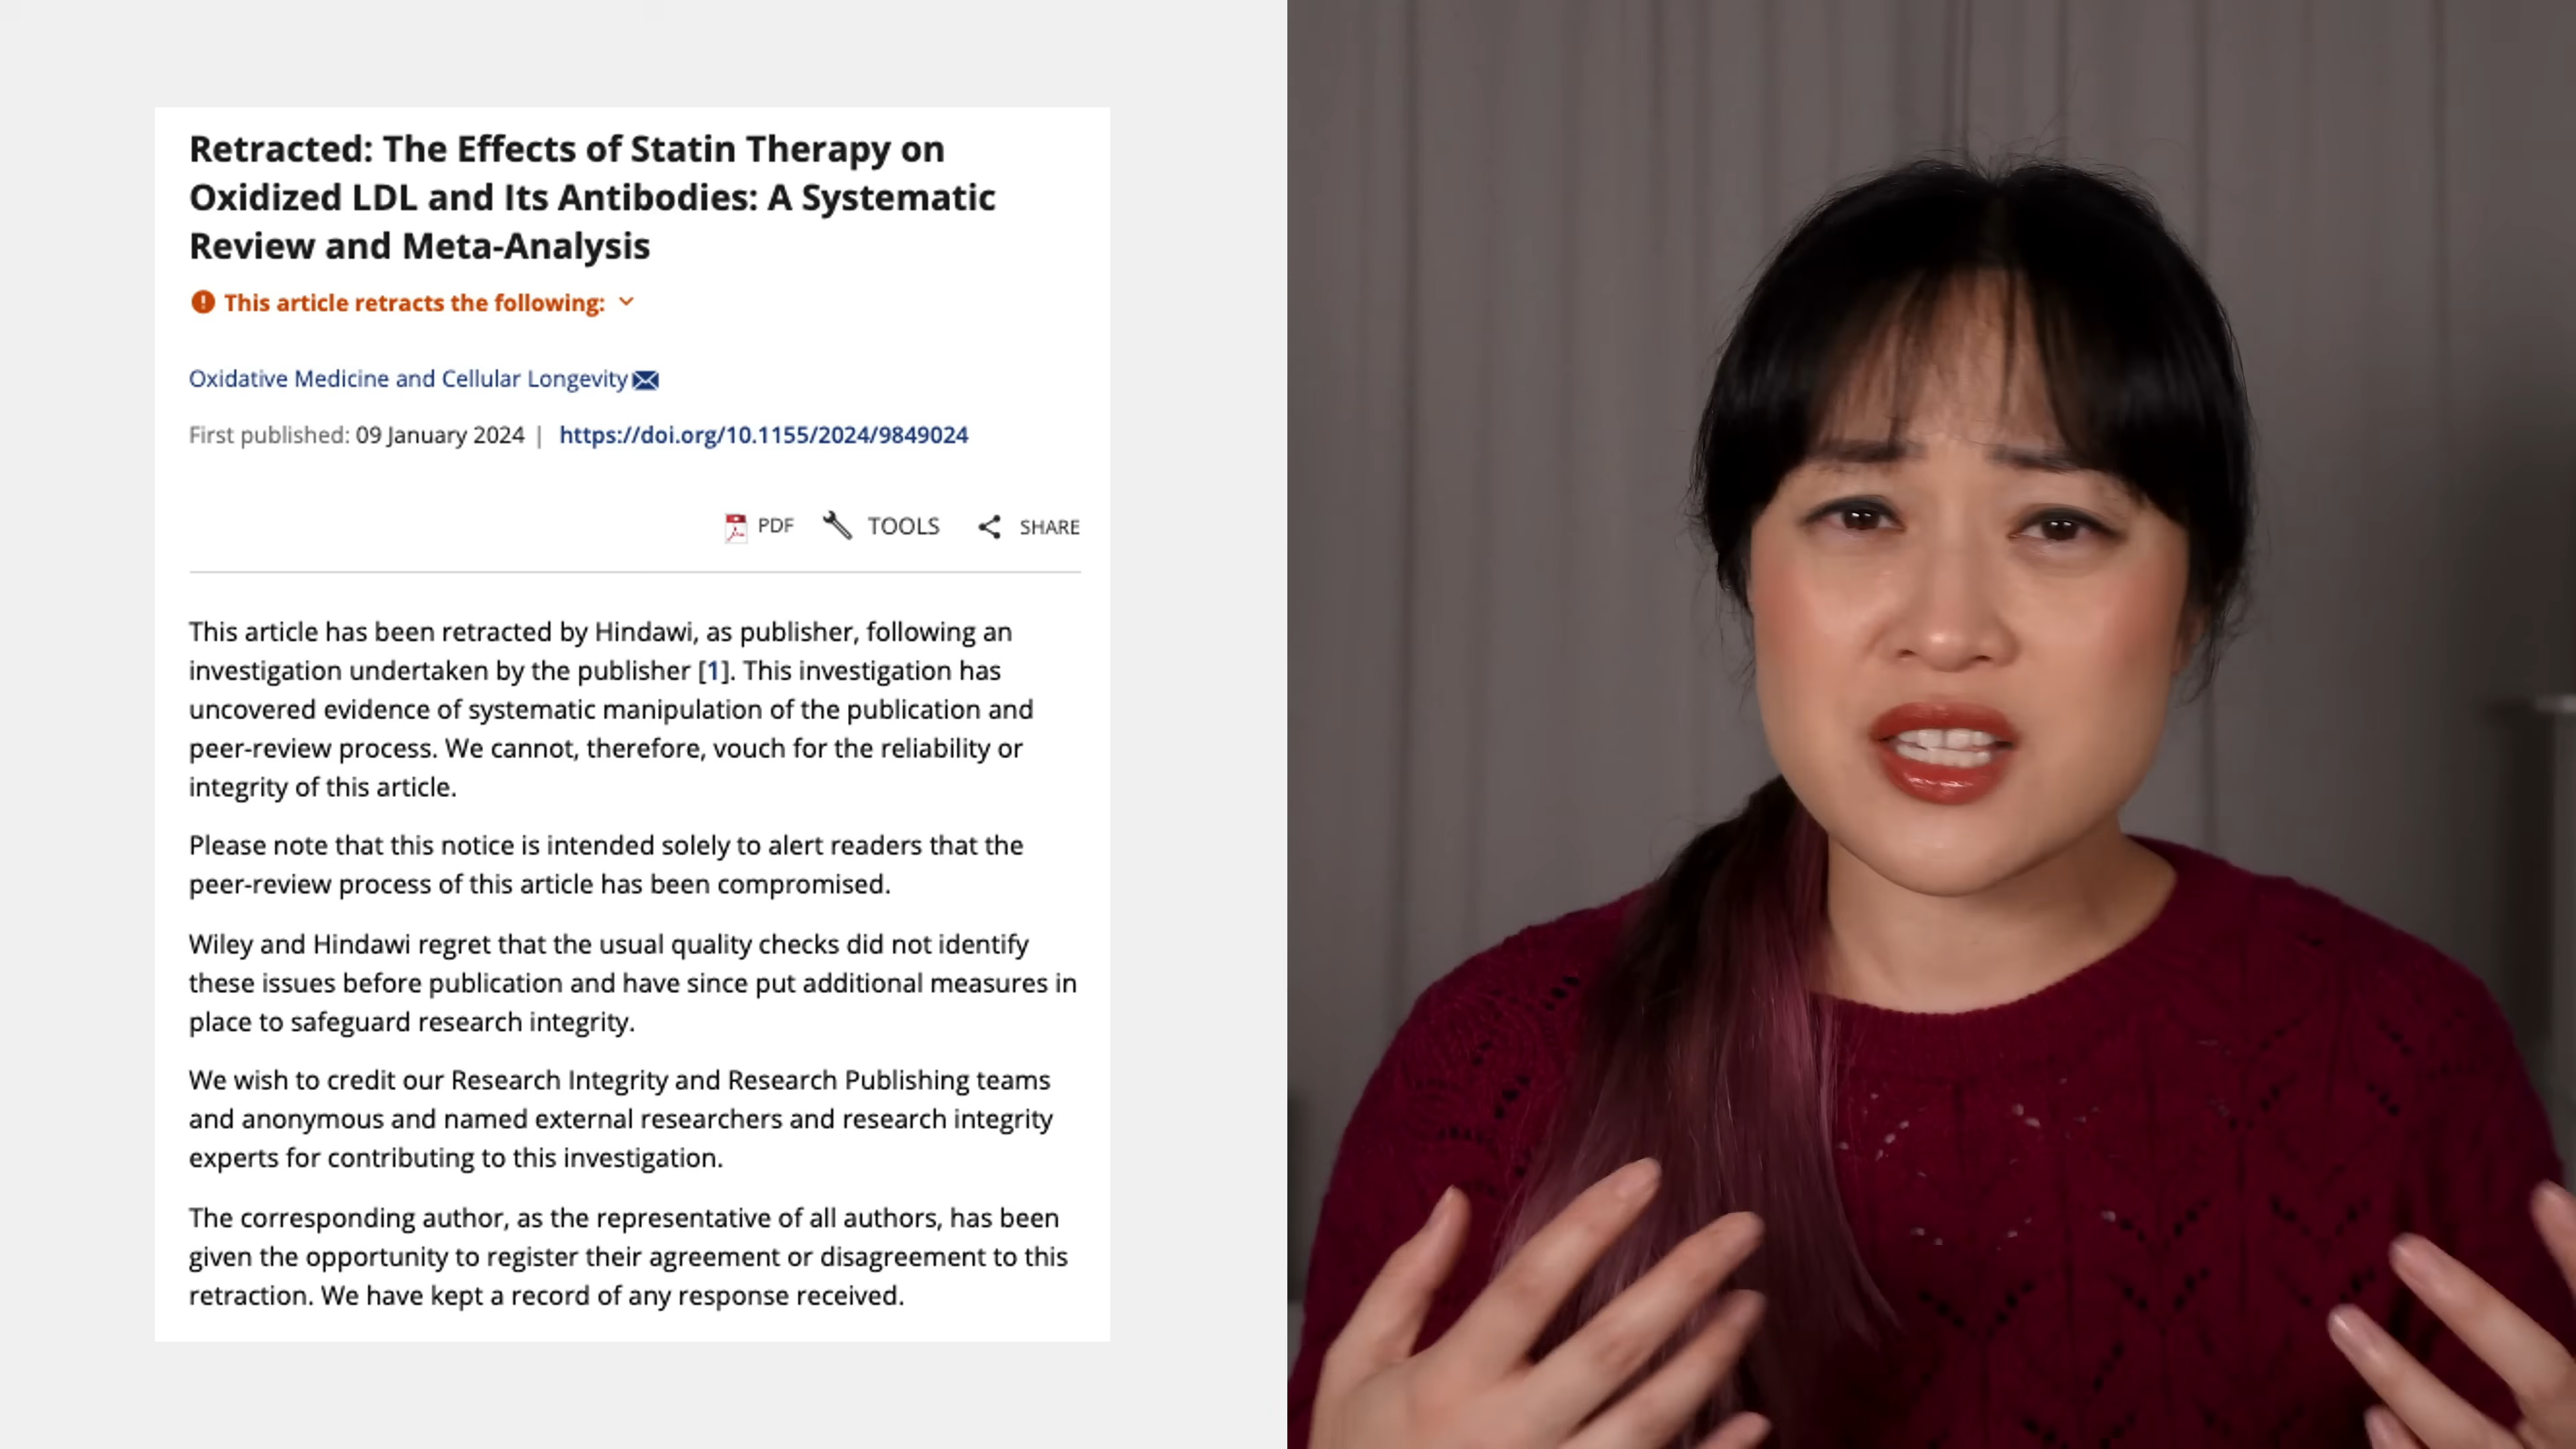 Retracted: The Effects of Statin Therapy on
Oxidized LDL and Its Antibodies: A Systematic
Review and Meta-Analysis
This article retracts the following:
Oxidative Medicine and Cellular Longevity
First published: 09 January 2024 | https://doi.org/10.1155/2024/9849024
PDF TOOLS SHARE
This article has been retracted by Hindawi, as publisher, following an
investigation undertaken by the publisher [1]. This investigation has
uncovered evidence of systematic manipulation of the publication and
peer-review process. We cannot, therefore, vouch for the reliability or
integrity of this article.
Please note that this notice is intended solely to alert readers that the
peer-review process of this article has been compromised.
Wiley and Hindawi regret that the usual quality checks did not identify
these issues before publication and have since put additional measures in
place to safeguard research integrity.
We wish to credit our Research Integrity and Research Publishing teams
and anonymous and named external researchers and research integrity
experts for contributing to this investigation.
The corresponding author, as the representative of all authors, has been
given the opportunity to register their agreement or disagreement to this
retraction. We have kept a record of any response received.